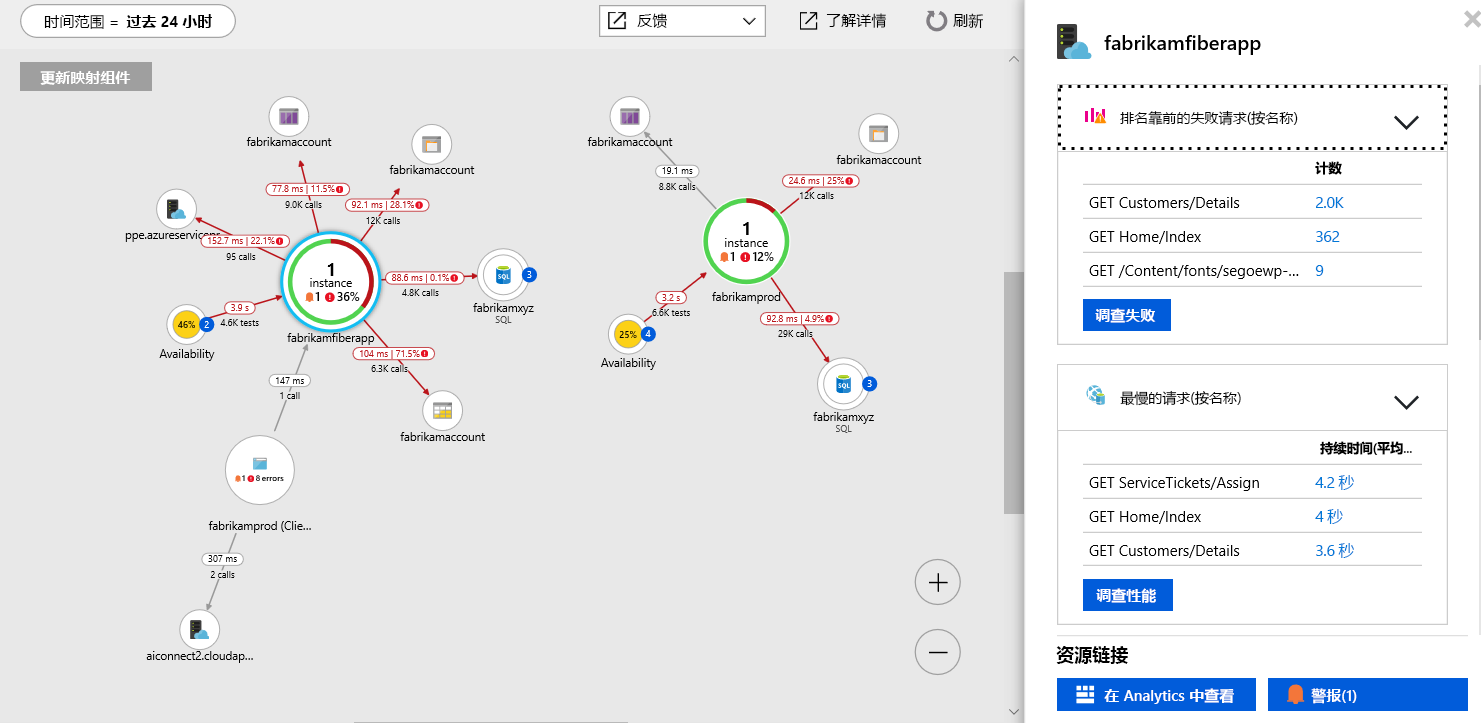 时间范围 = 过去 24 小时
反馈
了解详情
刷新
更新映射组件
fabrikamaccount
fabrikamaccount
77.8 ms | 11.5%
9.0K calls
92.1 ms | 28.1%
12K calls
152.7 ms | 22.1%
95 calls
1
instance
1 36%
88.6 ms | 0.1%
4.8K calls
SQL
3
fabrikamxyz
SQL
3.9 s
4.6K tests
46%
2
Availability
fabrikamfiberapp
104 ms | 71.5%
6.3K calls
fabrikamaccount
147 ms
1 call
1 8 errors
fabrikamprod (Clie...
307 ms
2 calls
aiconnect2.cloudap...
fabrikamaccount
fabrikamaccount
19.1 ms
8.8K calls
24.6 ms | 25%
12K calls
1
instance
1 12%
fabrikamprod
3.2 s
6.6K tests
25%
4
Availability
92.8 ms | 4.9%
29K calls
SQL
3
fabrikamxyz
SQL
fabrikamfiberapp
排名靠前的失败请求(按名称)
计数
GET Customers/Details 2.0K
GET Home/Index 362
GET /Content/fonts/segoewp-... 9
调查失败
最慢的请求(按名称)
持续时间(平均...
GET ServiceTickets/Assign 4.2 秒
GET Home/Index 4 秒
GET Customers/Details 3.6 秒
调查性能
资源链接
在 Analytics 中查看
警报(1)